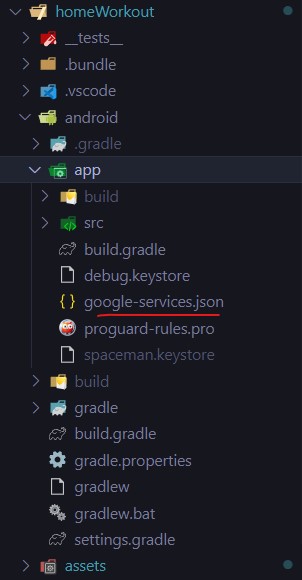 homeWorkout
__tests__
.bundle
.vscode
android
.gradle
app
build
src
build.gradle
debug.keystore
google-services.json
proguard-rules.pro
spaceman.keystore
build
gradle
build.gradle
gradle.properties
gradlew
gradlew.bat
settings.gradle
assets